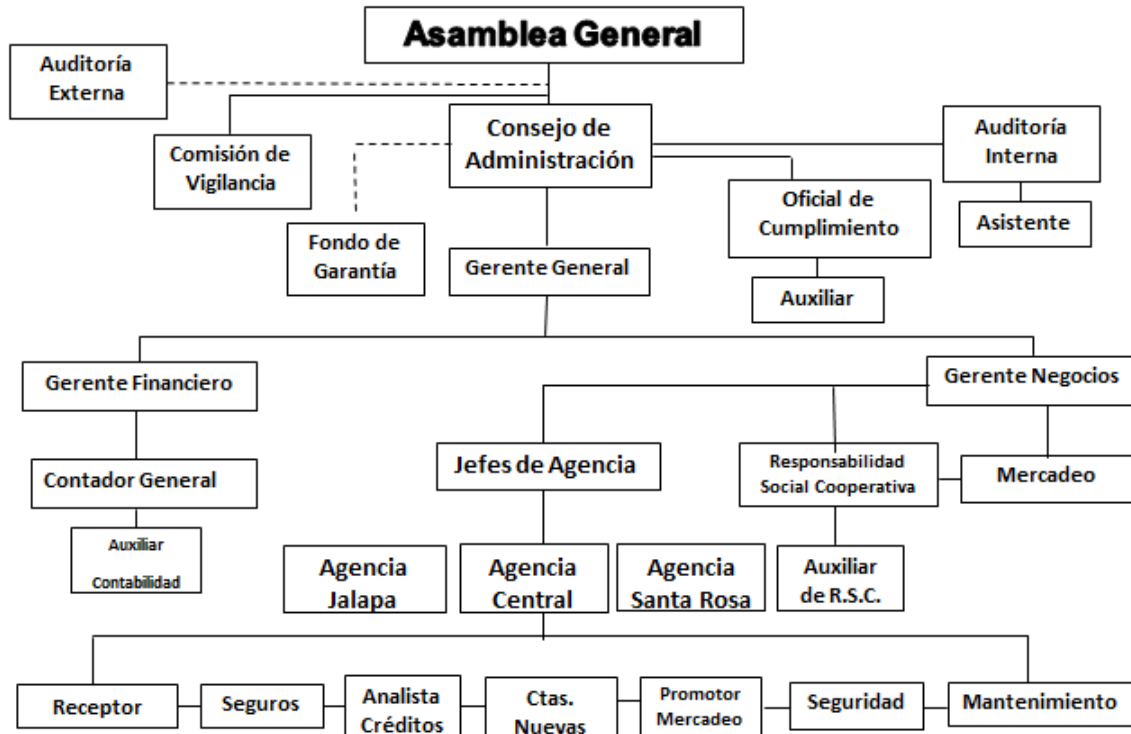 Asamblea General
Auditoría
Externa
Consejo de
Administración
Auditoría
Interna
Comisión de
Vigilancia
Oficial de
Cumplimiento
Asistente
Fondo de
Garantía
Gerente General
Auxiliar
Gerente Financiero
Gerente Negocios
Contador General
Jefes de Agencia
Responsabilidad
Social Cooperativa
Mercadeo
Auxiliar
Contabilidad
Agencia
Jalapa
Agencia
Central
Agencia
Santa Rosa
Auxiliar
de R.S.C.
Receptor
Seguros
Analista
Créditos
Ctas.
Nuevas
Promotor
Mercadeo
Seguridad
Mantenimiento